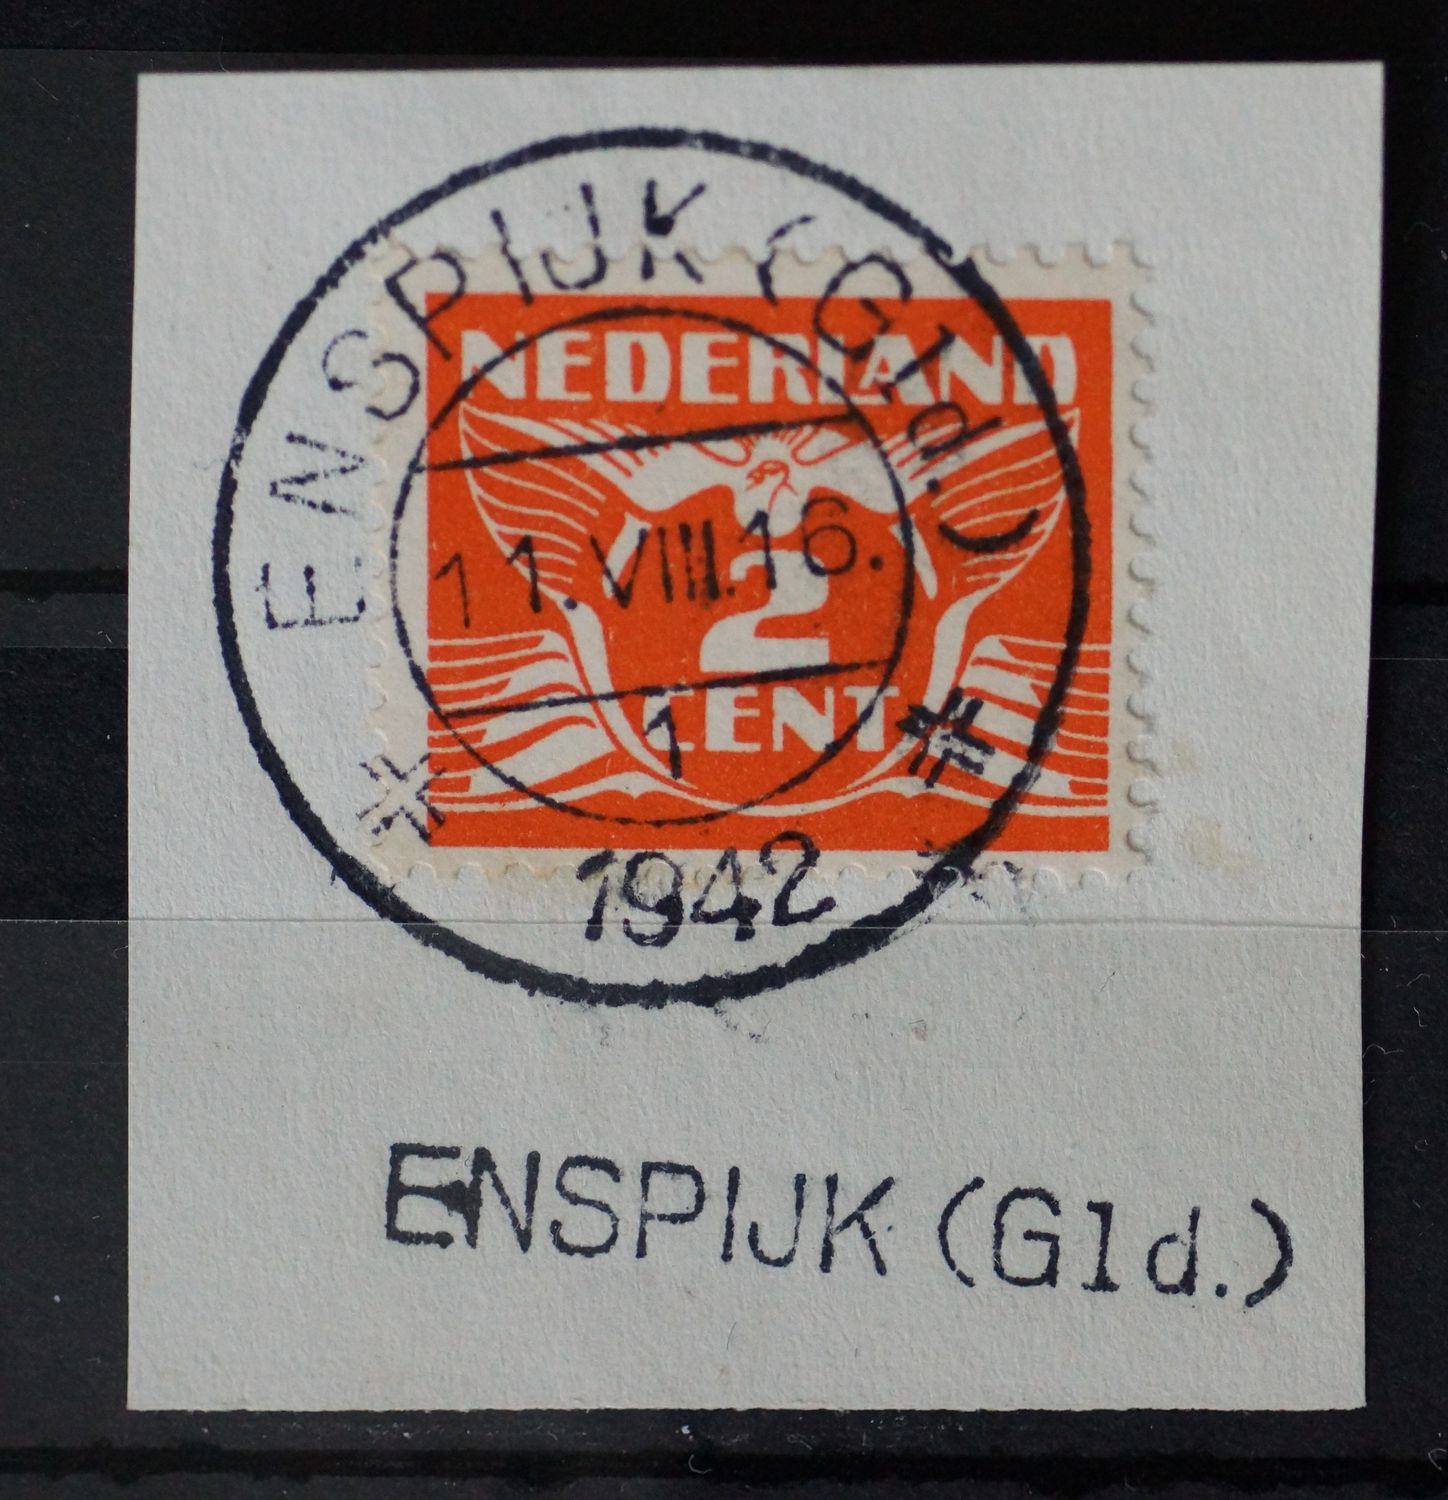 ENSPIJK (Gld.)
NEDERLAND
11.VIII.16.
2
CENT
1
1942
ENSPIJK (Gld.)